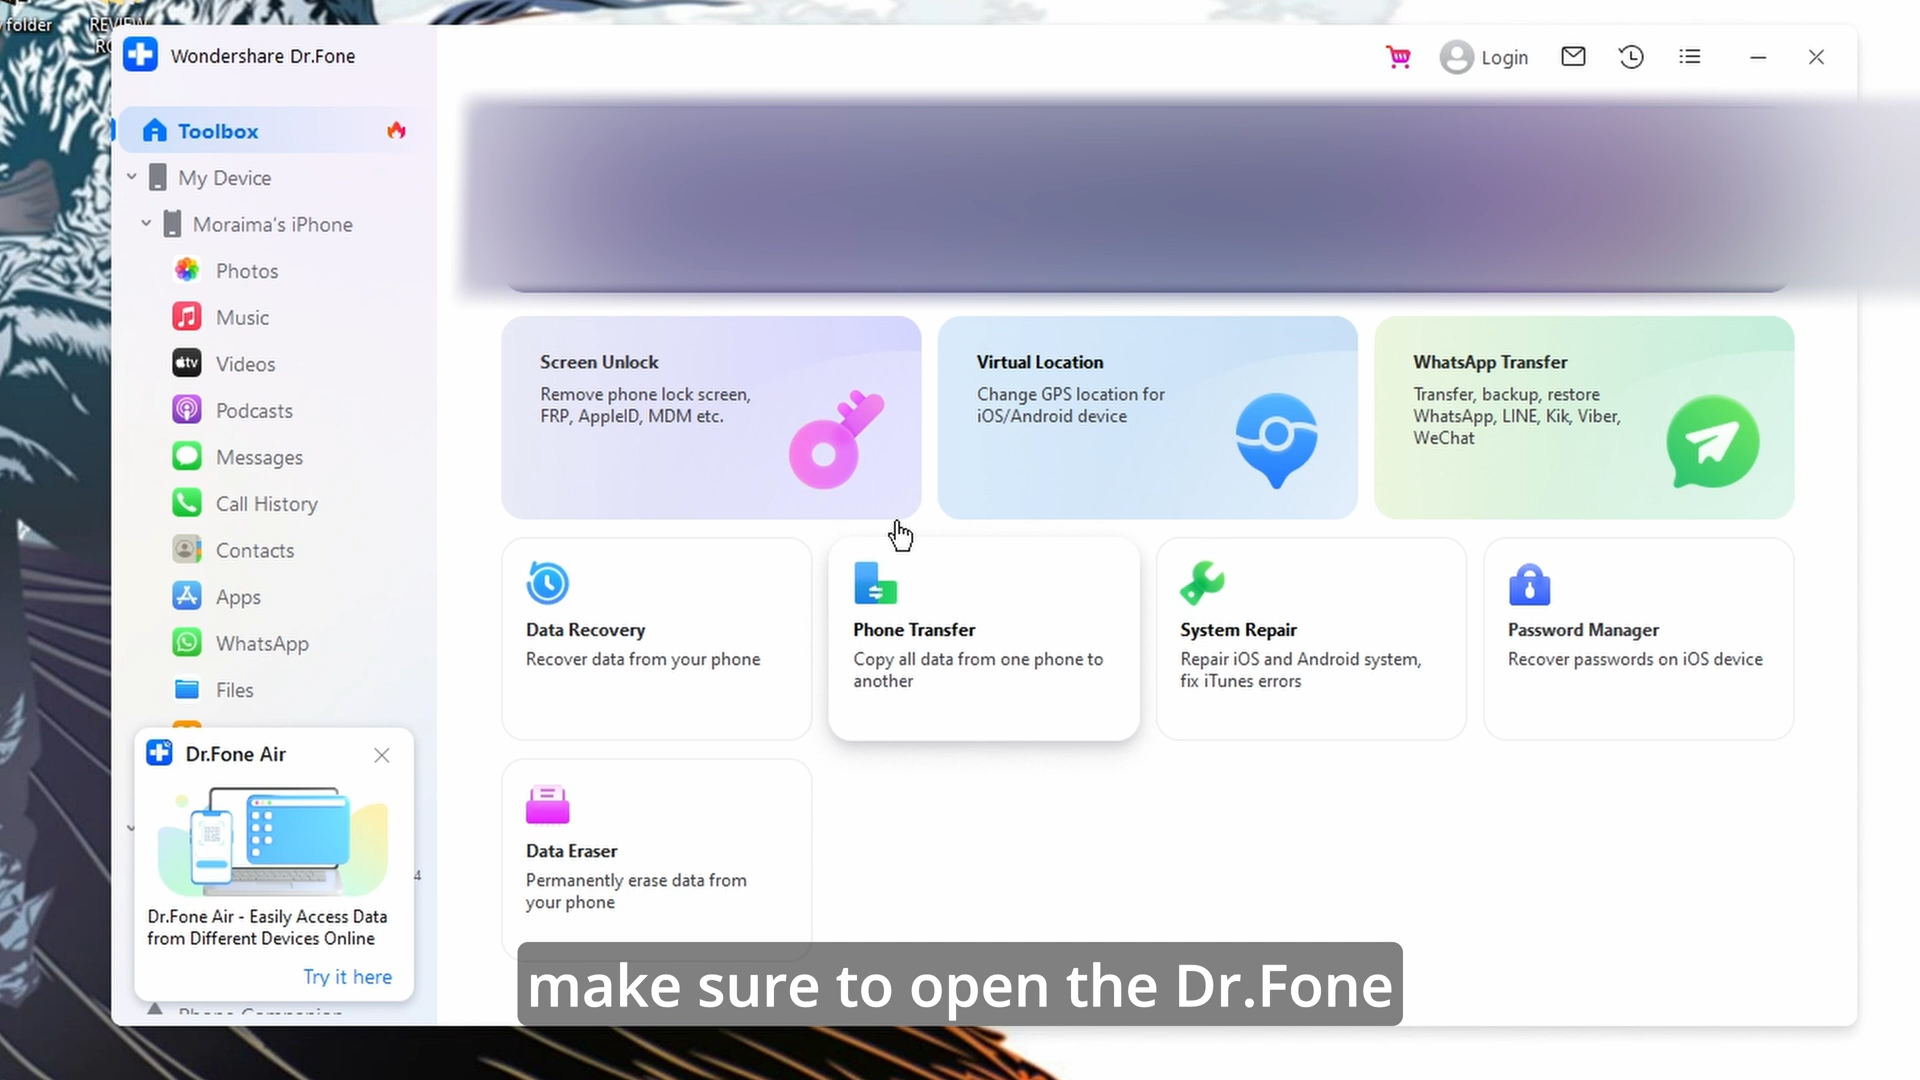 folder
REVIEW
Wondershare Dr.Fone
Login
Toolbox
My Device
Moraima's iPhone
Photos
Music
tv
Videos
Podcasts
Messages
Call History
Contacts
Apps
WhatsApp
Files
Screen Unlock
Remove phone lock screen,
FRP, AppleID, MDM etc.
Virtual Location
Change GPS location for
iOS/Android device
WhatsApp Transfer
Transfer, backup, restore
WhatsApp, LINE, Kik, Viber,
WeChat
Data Recovery
Recover data from your phone
Phone Transfer
Copy all data from one phone to
another
System Repair
Repair iOS and Android system,
fix iTunes errors
Password Manager
Recover passwords on iOS device
Data Eraser
Permanently erase data from
your phone
Dr.Fone Air
4
Dr.Fone Air - Easily Access Data
from Different Devices Online
Try it here
Phone Companion
make sure to open the Dr.Fone